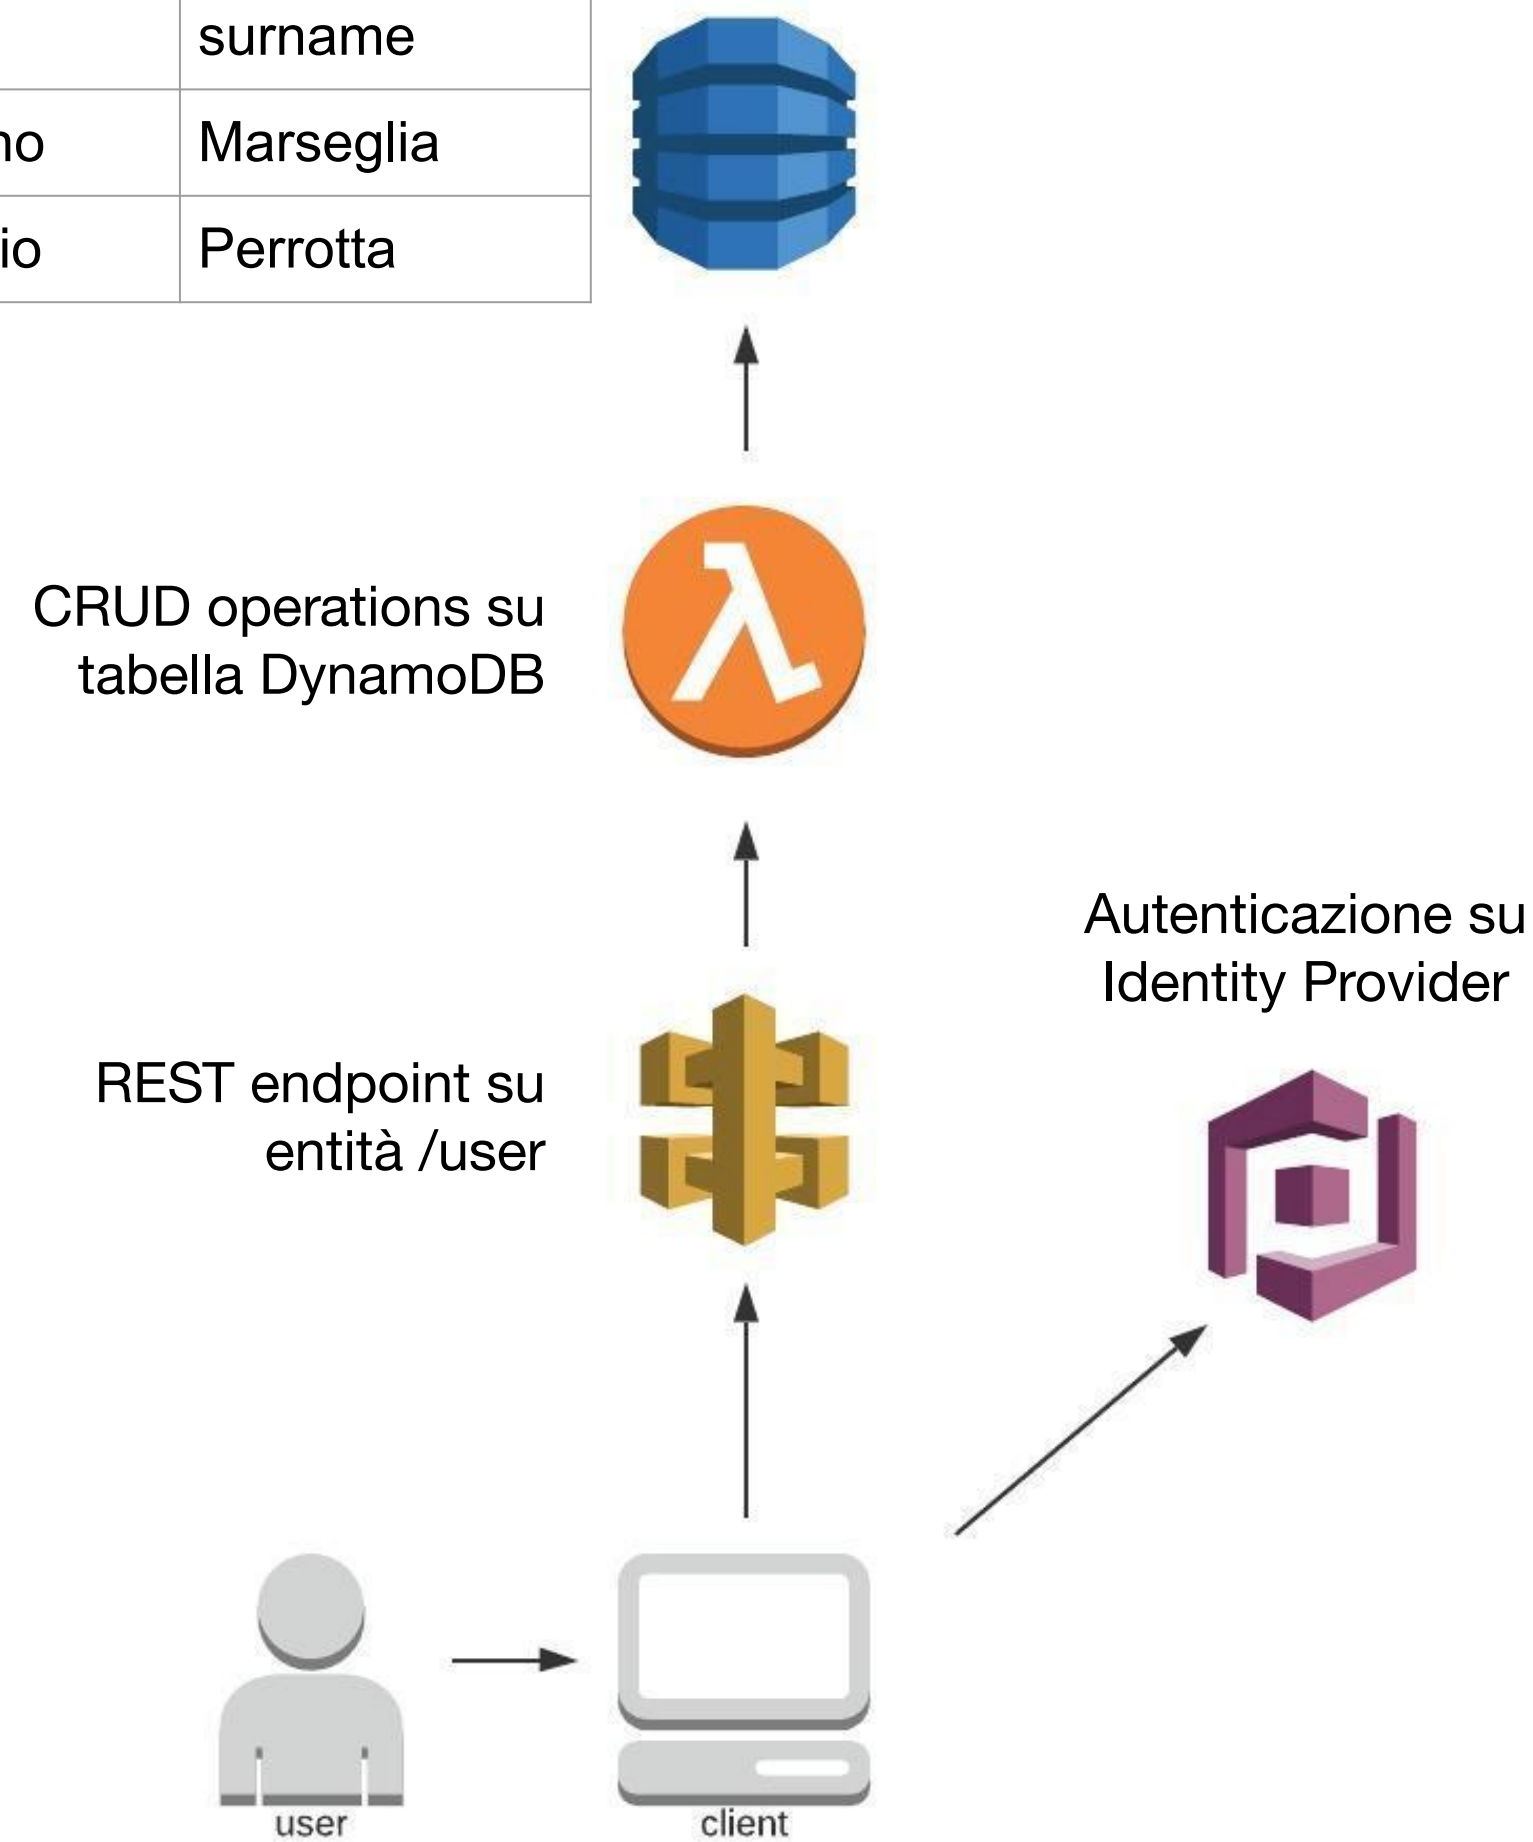 surname
Marseglia
Perrotta
CRUD operations su
tabella DynamoDB
Autenticazione su
Identity Provider
REST endpoint su
entità /user
user
client